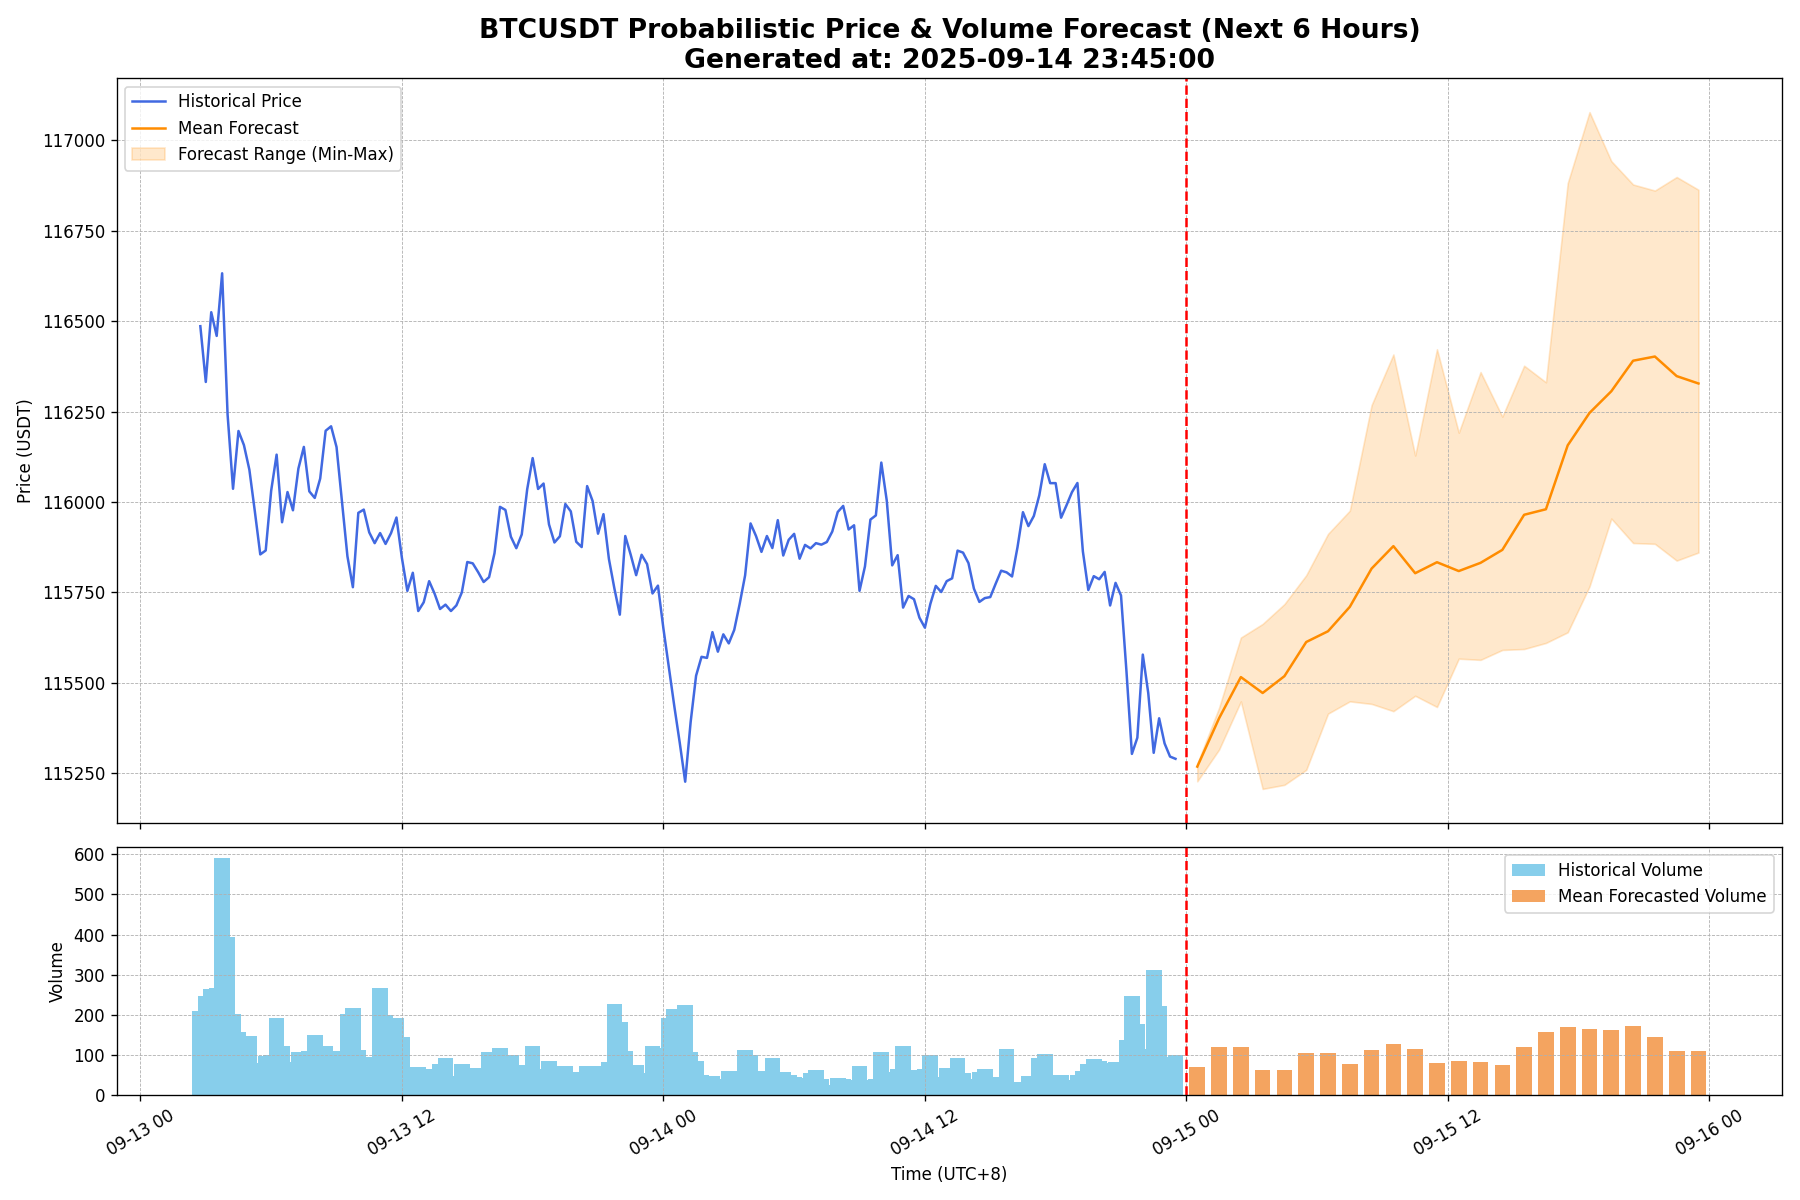 BTCUSDT Probabilistic Price & Volume Forecast (Next 6 Hours)
Generated at: 2025-09-14 23:45:00
Historical Price
Mean Forecast
Forecast Range (Min-Max)
117000
116750
116500
116250
116000
115750
115500
115250
Price (USDT)
Historical Volume
Mean Forecasted Volume
600
500
400
300
200
100
0
Volume
09-13 00
09-13 12
09-14 00
09-14 12
09-15 00
09-15 12
09-16 00
Time (UTC+8)